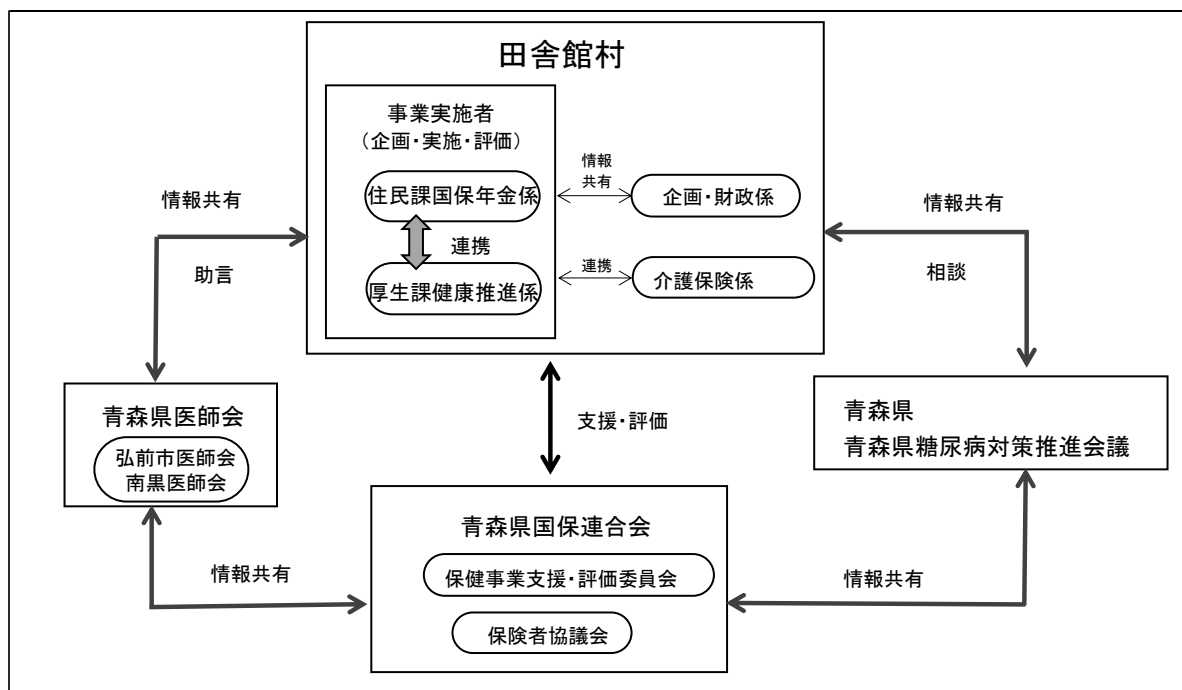 田舎館村
事業実施者
(企画・実施・評価)
住民課国保年金係
連携
厚生課健康推進係
情報
共有
企画・財政係
連携
介護保険係
情報共有
助言
情報共有
相談
青森県医師会
弘前市医師会
南黒医師会
支援・評価
青森県
青森県糖尿病対策推進会議
青森県国保連合会
保健事業支援・評価委員会
保険者協議会
情報共有
情報共有